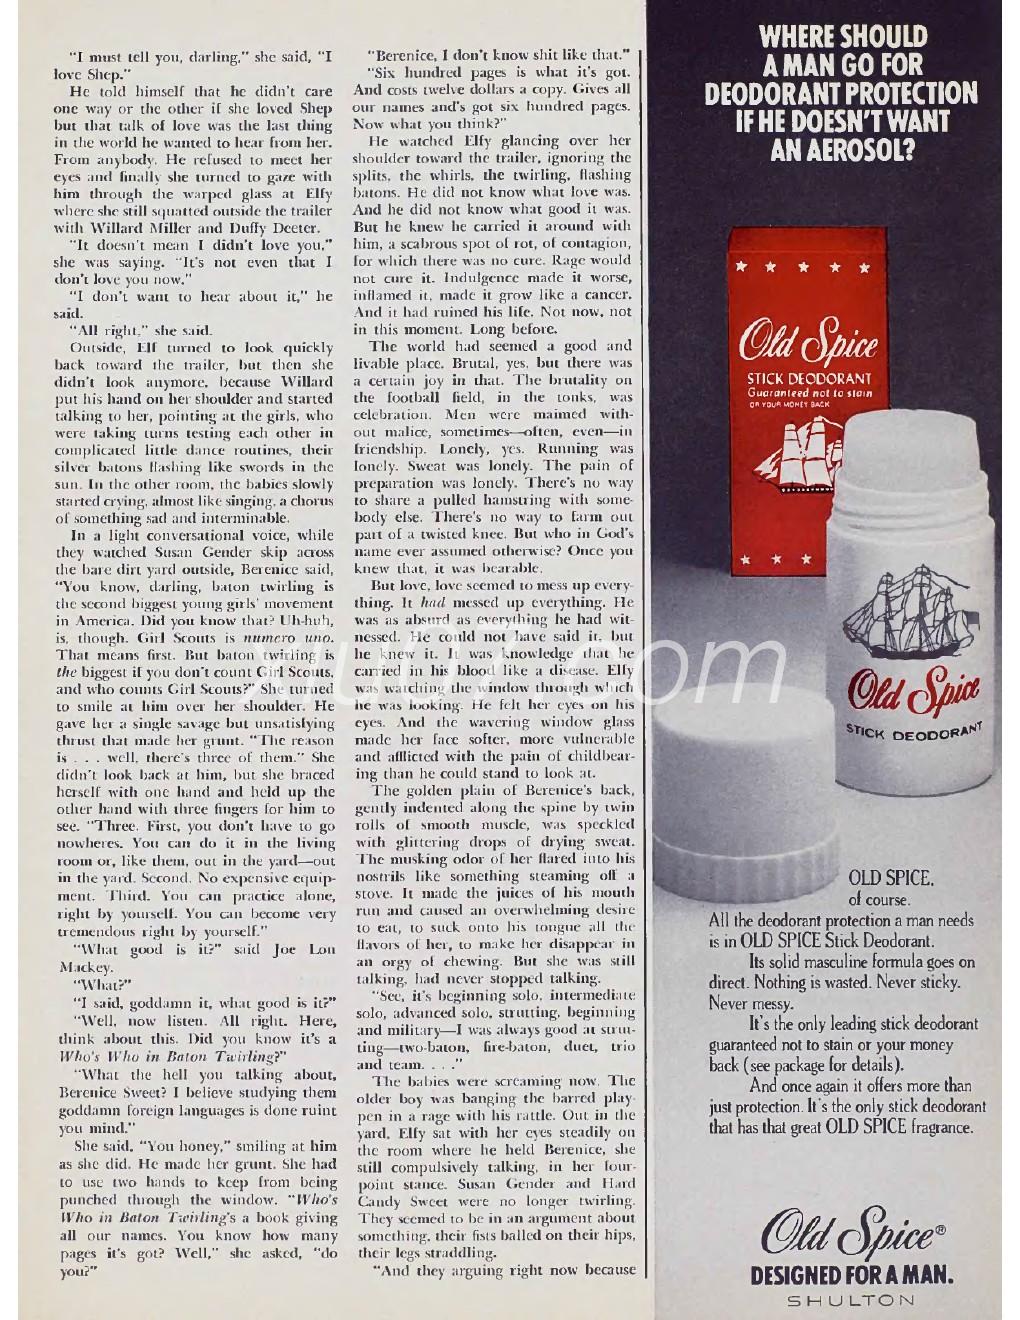 "I must tell you, darling," she said, "I
love Shep."
He told himself that he didn't care
one way or the other if she loved Shep
but that talk of love was the last thing
in the world he wanted to hear from her.
From anybody. He refused to meet her
eyes and finally she turned to gaze with
him through the warped glass at Elfy
where she still squatted outside the trailer
with Willard Miller and Duffy Deeter.
"It doesn't mean I didn't love you,"
she was saying. "It's not even that I
don't love you now."
"I don't want to hear about it," he
said.
"All right," she said.
Outside, Elf turned to look quickly
back toward the trailer, but then she
didn't look anymore, because Willard
put his hand on her shoulder and started
talking to her, pointing at the girls, who
were taking turns testing each other in
complicated little dance routines, their
silver batons flashing like swords in the
sun. In the other room, the babies slowly
started crying, almost like singing, a chorus
of something sad and interminable.
In a light conversational voice, while
they watched Susan Gender skip across
the bare dirt yard outside, Berenice said,
"You know, darling, baton twirling is
the second biggest young girls' movement
in America. Did you know that? Uh-huh,
is, though. Girl Scouts is numero uno.
That means first. But baton twirling is
the biggest if you don't count Girl Scouts,
and who counts Girl Scouts?" She turned
to smile at him over her shoulder. He
gave her a single savage but unsatisfying
thrust that made her grunt. "The reason
is . . . well, there's three of them." She
didn't look back at him, but she braced
herself with one hand and held up the
other hand with three fingers for him to
see. "Three. First, you don't have to go
nowheres. You can do it in the living
room or, like them, out in the yard—out
in the yard. Second. No expensive equip-
ment. Third. You can practice alone,
right by yourself. You can become very
tremendous right by yourself."
"What good is it?" said Joe Lon
Mackey.
"What?"
"I said, goddamn it, what good is it?"
"Well, now listen. All right. Here,
think about this. Did you know it's a
Who's Who in Baton Twirling?"
"What the hell you talking about,
Berenice Sweet? I believe studying them
goddamn foreign languages is done ruint
you mind."
She said, "You honey," smiling at him
as she did. He made her grunt. She had
to use two hands to keep from being
punched through the window. "Who's
Who in Baton Twirling's a book giving
all our names. You know how many
pages it's got? Well," she asked, "do
you?"
"Berenice, I don't know shit like that."
"Six hundred pages is what it's got.
And costs twelve dollars a copy. Gives all
our names and's got six hundred pages.
Now what you think?"
He watched Elfy glancing over her
shoulder toward the trailer, ignoring the
splits, the whirls, the twirling, flashing
batons. He did not know what love was.
And he did not know what good it was.
But he knew he carried it around with
him, a scabrous spot of rot, of contagion,
for which there was no cure. Rage would
not cure it. Indulgence made it worse,
inflamed it, made it grow like a cancer.
And it had ruined his life. Not now, not
in this moment. Long before.
The world had seemed a good and
livable place. Brutal, yes, but there was
a certain joy in that. The brutality on
the football field, in the tonks, was
celebration. Men were maimed with-
out malice, sometimes—often, even—in
friendship. Lonely, yes. Running was
lonely. Sweat was lonely. The pain of
preparation was lonely. There's no way
to share a pulled hamstring with some-
body else. There's no way to farm out
part of a twisted knee. But who in God's
name ever assumed otherwise? Once you
knew that, it was bearable.
But love, love seemed to mess up every-
thing. It had messed up everything. He
was as absurd as everything he had wit-
nessed. He could not have said it, but
he knew it. It was knowledge that he
carried in his blood like a disease. Elfy
was watching the window through which
he was looking. He felt her eyes on his
eyes. And the wavering window glass
made her face softer, more vulnerable
and afflicted with the pain of childbear-
ing than he could stand to look at.
The golden plain of Berenice's back,
gently indented along the spine by twin
rolls of smooth muscle, was speckled
with glittering drops of drying sweat.
The musking odor of her flared into his
nostrils like something steaming off a
stove. It made the juices of his mouth
run and caused an overwhelming desire
to eat, to suck onto his tongue all the
flavors of her, to make her disappear in
an orgy of chewing. But she was still
talking, had never stopped talking.
"See, it's beginning solo, intermediate
solo, advanced solo, strutting, beginning
and military—I was always good at strut-
ting—two-baton, fire-baton, duet, trio
and team. . . ."
The babies were screaming now. The
older boy was banging the barred play-
pen in a rage with his rattle. Out in the
yard, Elfy sat with her eyes steadily on
the room where he held Berenice, she
still compulsively talking, in her four-
point stance. Susan Gender and Hard
Candy Sweet were no longer twirling.
They seemed to be in an argument about
something, their fists balled on their hips,
their legs straddling.
"And they arguing right now because
WHERE SHOULD
A MAN GO FOR
DEODORANT PROTECTION
IF HE DOESN'T WANT
AN AEROSOL?
Old Spice
STICK DEODORANT
Guaranteed not to stain
OR YOUR MONEY BACK
Old Spice
STICK DEODORANT
OLD SPICE,
of course.
All the deodorant protection a man needs
is in OLD SPICE Stick Deodorant.
Its solid masculine formula goes on
direct. Nothing is wasted. Never sticky.
Never messy.
It's the only leading stick deodorant
guaranteed not to stain or your money
back (see package for details).
And once again it offers more than
just protection. It's the only stick deodorant
that has that great OLD SPICE fragrance.
Old Spice®
DESIGNED FOR A MAN.
SHULTON